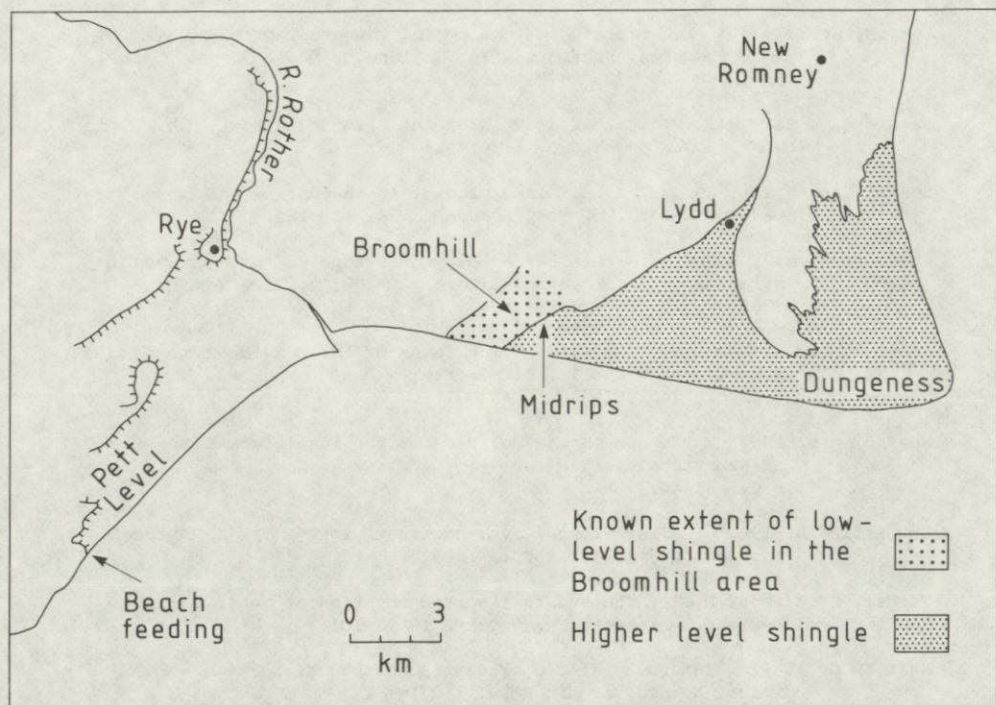 New
Romney
R. Rother
Rye
Lydd
Broomhill
Midrips
Dungeness
Pett
Level
Beach
feeding
0 3
km
Known extent of low-
level shingle in the
Broomhill area
Higher level shingle